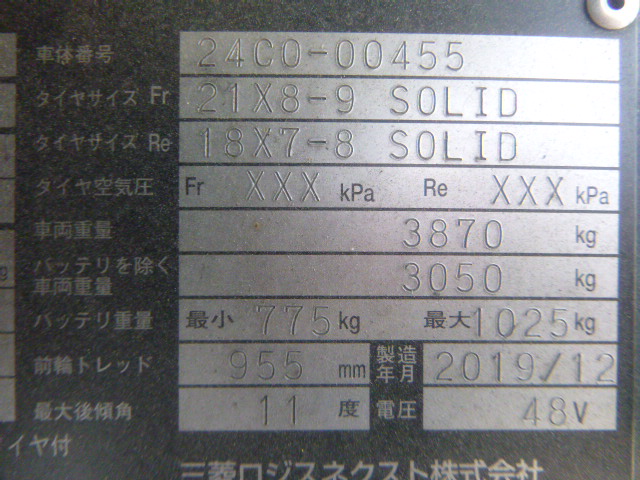 車体番号 24C0-00455
タイヤサイズ Fr 21X8-9 SOLID
タイヤサイズ Re 18X7-8 SOLID
タイヤ空気圧 Fr XXX kPa Re XXX kPa
車両重量 3870 kg
バッテリを除く車両重量 3050 kg
バッテリ重量 最小 775 kg 最大 1025 kg
前輪トレッド 955 mm 製造年月 2019/12
最大後傾角 11 度 電圧 48 V
イヤ付
三菱ロジスネクスト株式会社